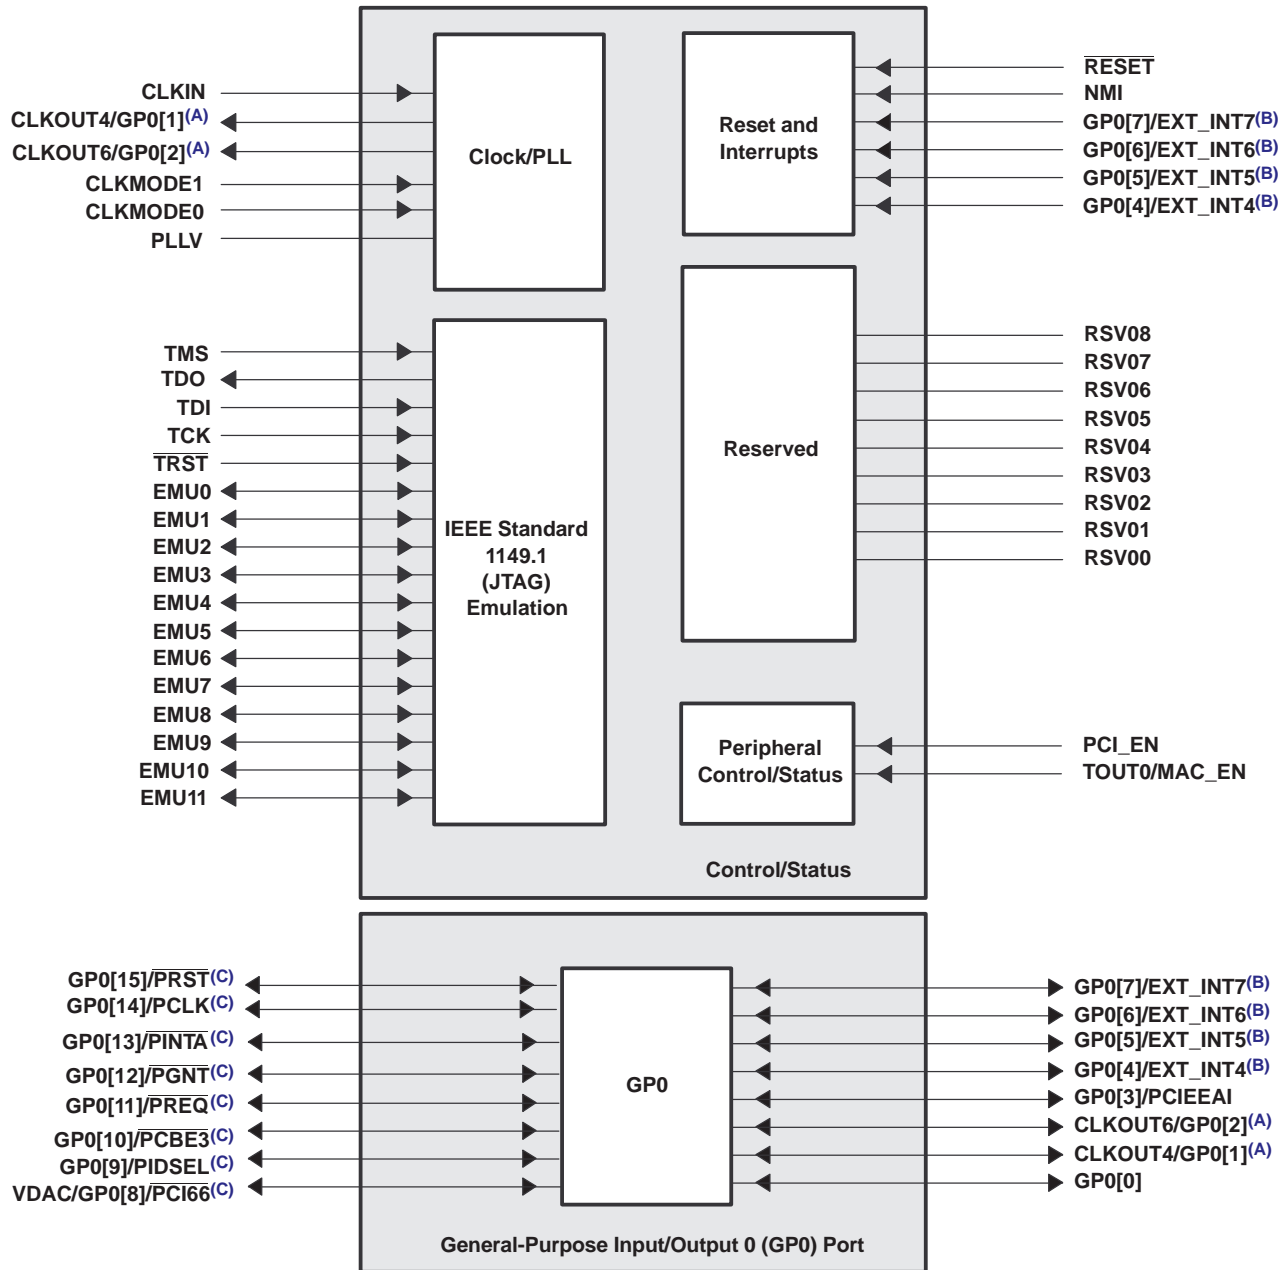 CLKIN
CLKOUT4/GP0[1](A)
CLKOUT6/GP0[2](A)
CLKMODE1
CLKMODE0
PLLV
Clock/PLL
Reset and
Interrupts
RESET
NMI
GP0[7]/EXT_INT7(B)
GP0[6]/EXT_INT6(B)
GP0[5]/EXT_INT5(B)
GP0[4]/EXT_INT4(B)
TMS
TDO
TDI
TCK
TRST
EMU0
EMU1
EMU2
EMU3
EMU4
EMU5
EMU6
EMU7
EMU8
EMU9
EMU10
EMU11
IEEE Standard
1149.1
(JTAG)
Emulation
Reserved
RSV08
RSV07
RSV06
RSV05
RSV04
RSV03
RSV02
RSV01
RSV00
Peripheral
Control/Status
PCI_EN
TOUT0/MAC_EN
Control/Status
GP0[15]/PRST(C)
GP0[14]/PCLK(C)
GP0[13]/PINTA(C)
GP0[12]/PGNT(C)
GP0[11]/PREQ(C)
GP0[10]/PCBE3(C)
GP0[9]/PIDSEL(C)
VDAC/GP0[8]/PCI66(C)
GP0
GP0[7]/EXT_INT7(B)
GP0[6]/EXT_INT6(B)
GP0[5]/EXT_INT5(B)
GP0[4]/EXT_INT4(B)
GP0[3]/PCIEEAI
CLKOUT6/GP0[2](A)
CLKOUT4/GP0[1](A)
GP0[0]
General-Purpose Input/Output 0 (GP0) Port